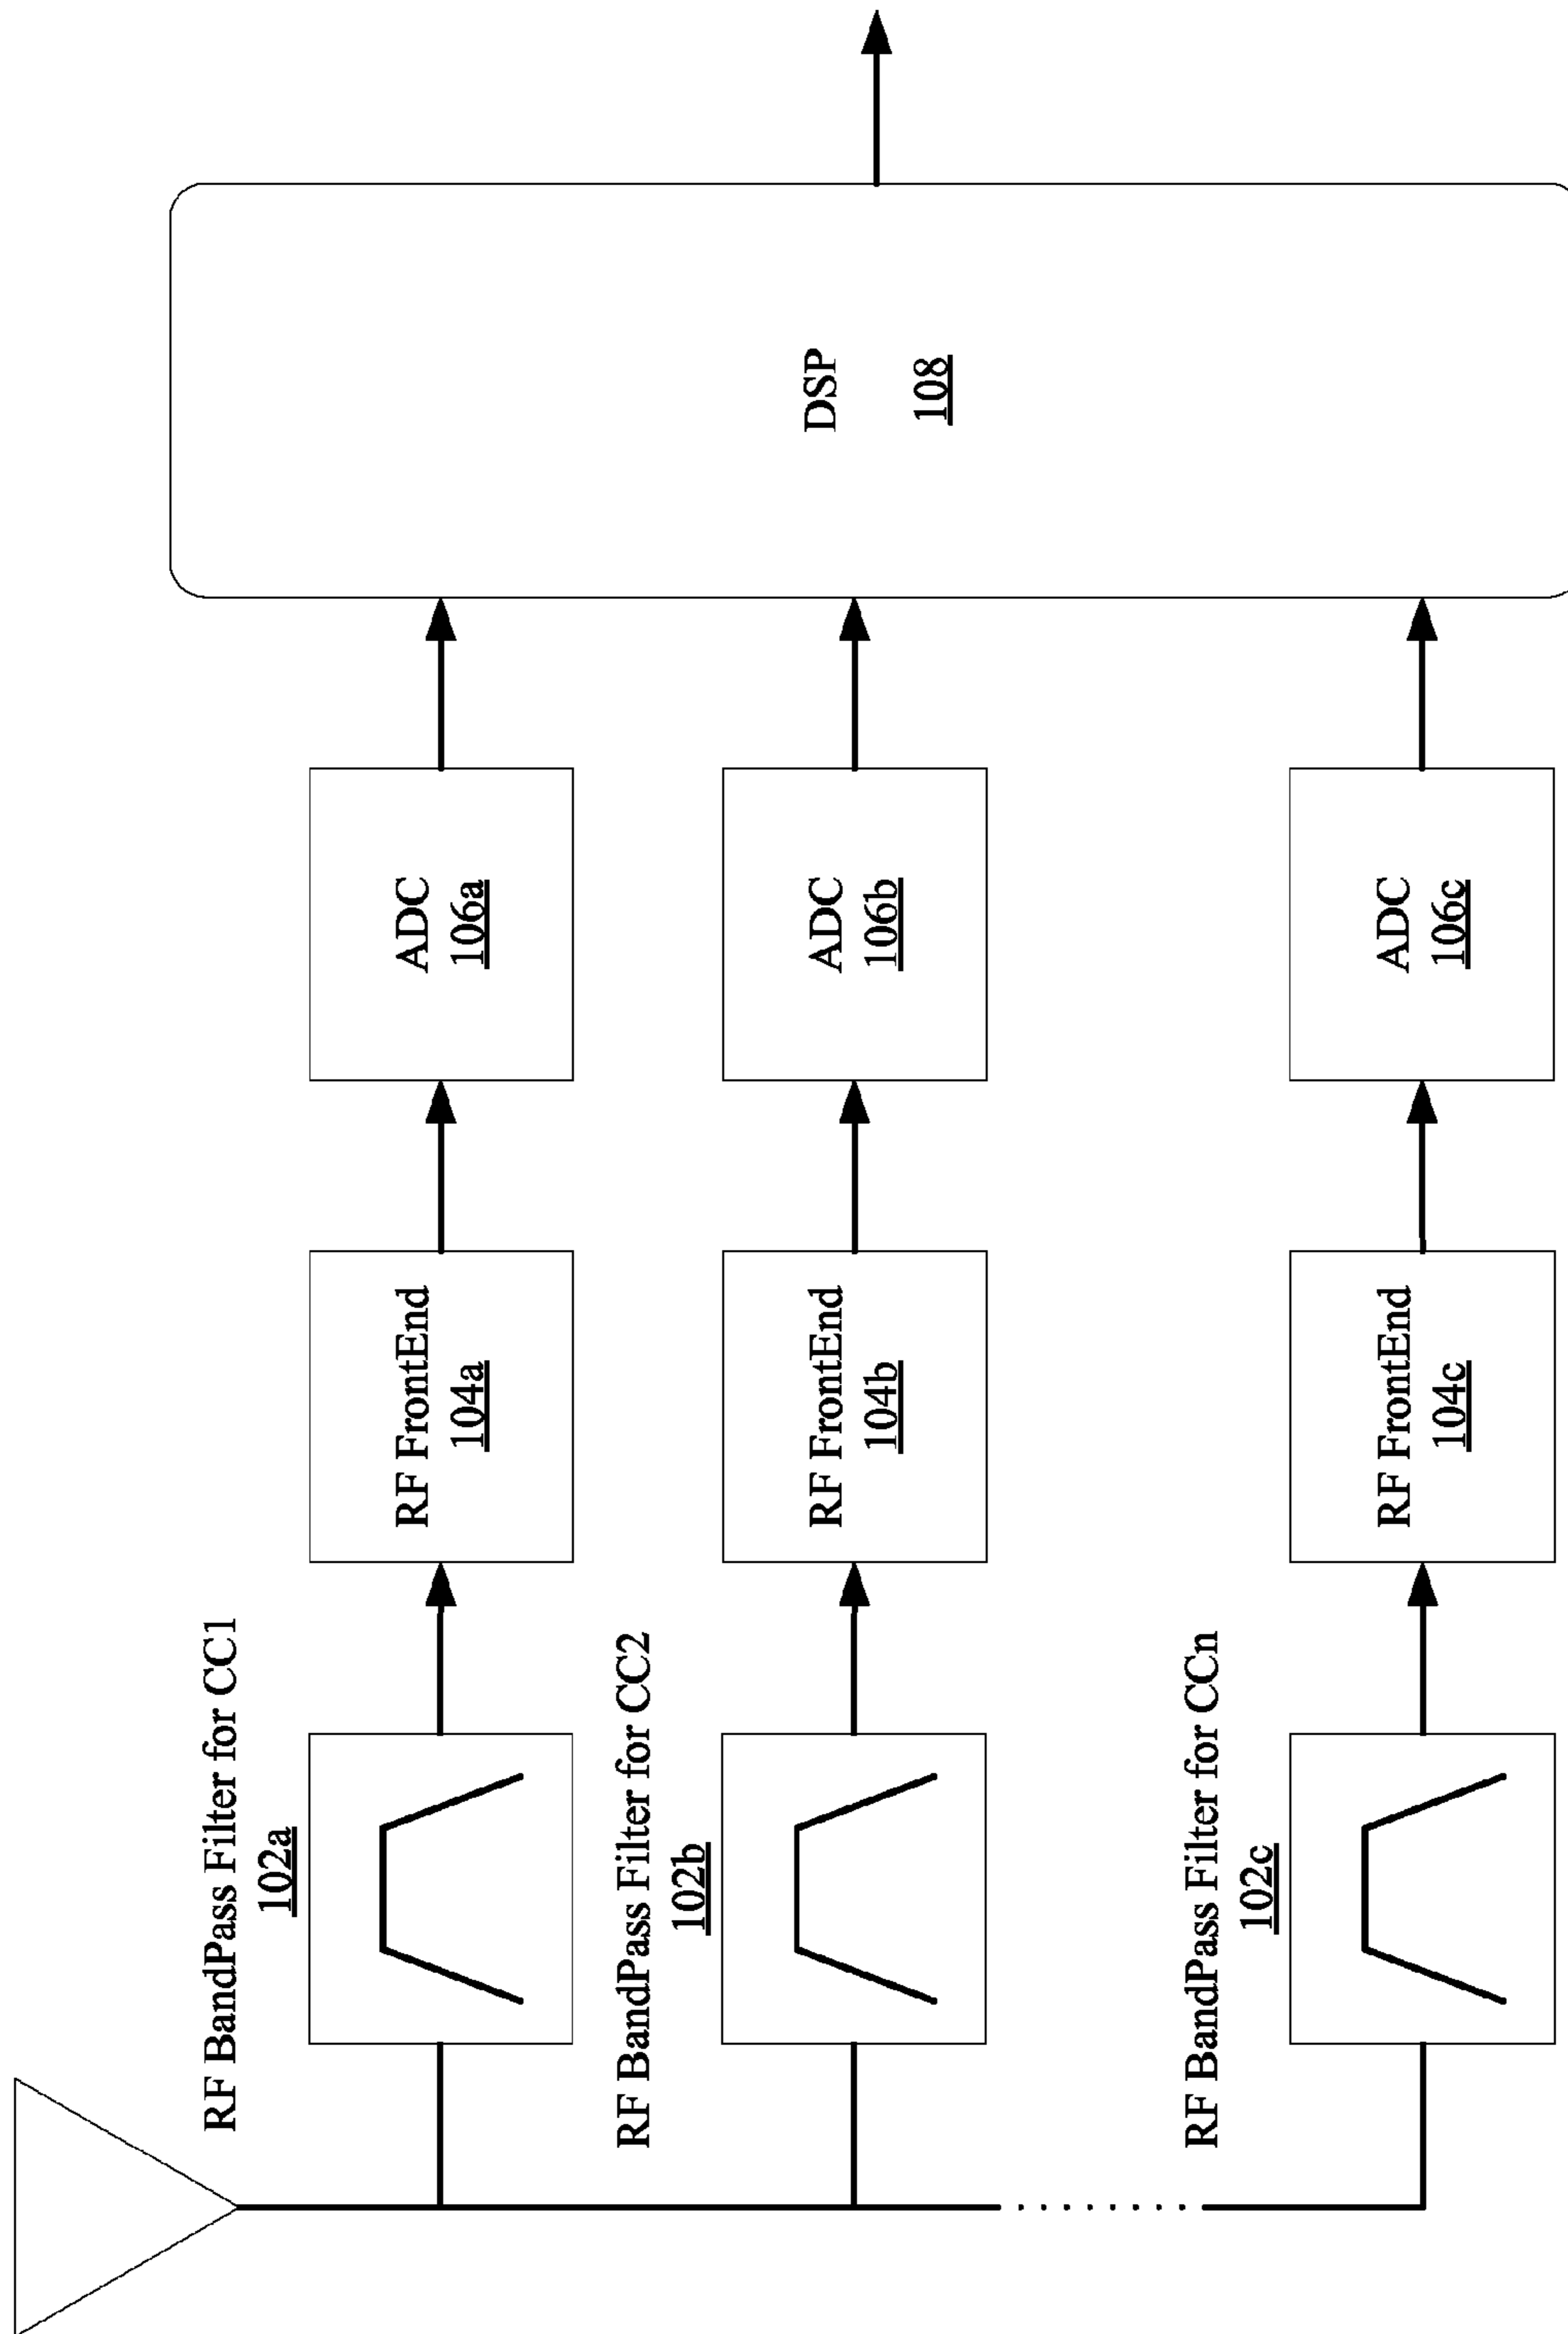 RF BandPass Filter for CC1
102a
RF FrontEnd
104a
ADC
106a
RF BandPass Filter for CC2
102b
RF FrontEnd
104b
ADC
106b
RF BandPass Filter for CCn
102c
RF FrontEnd
104c
ADC
106c
DSP
108